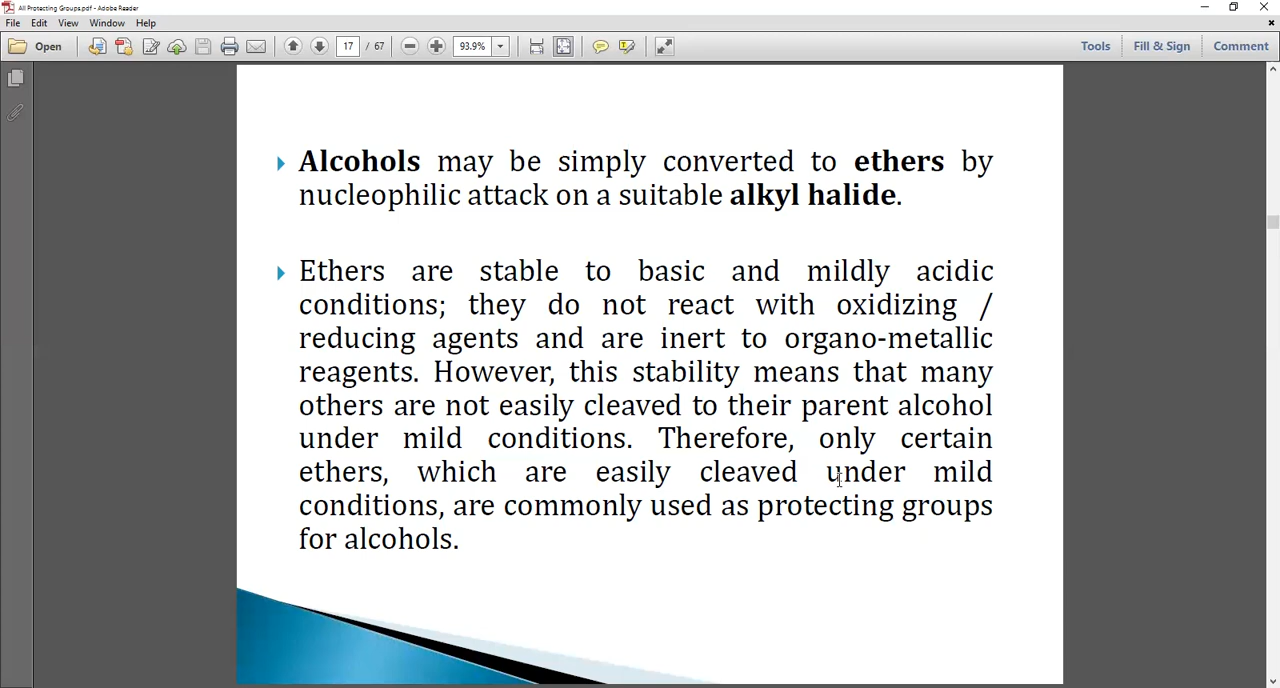 All Protecting Groups.pdf - Adobe Reader
File Edit View Window Help
Open 17 / 67 93.9% Tools Fill & Sign Comment
Alcohols may be simply converted to ethers by
nucleophilic attack on a suitable alkyl halide.
Ethers are stable to basic and mildly acidic
conditions; they do not react with oxidizing /
reducing agents and are inert to organo-metallic
reagents. However, this stability means that many
others are not easily cleaved to their parent alcohol
under mild conditions. Therefore, only certain
ethers, which are easily cleaved under mild
conditions, are commonly used as protecting groups
for alcohols.